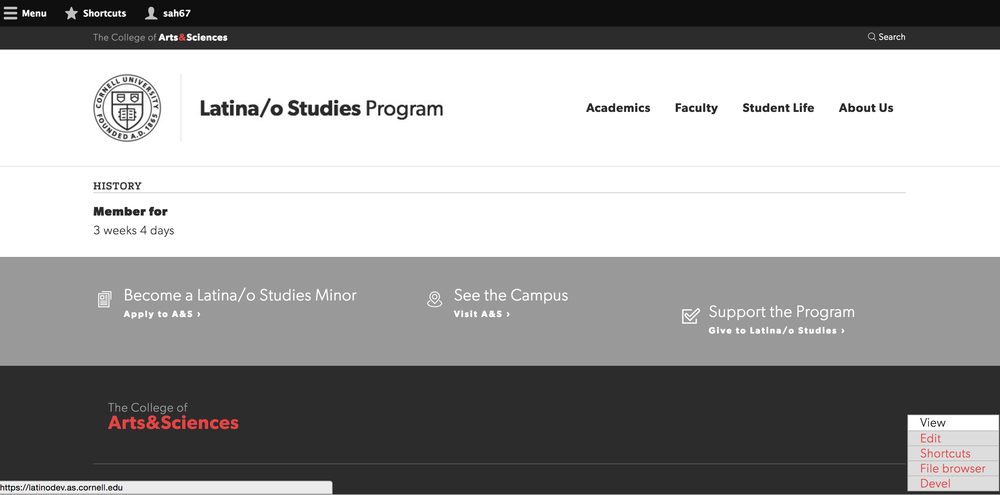 Menu Shortcuts sah67
The College of Arts&Sciences Search
CORNELL UNIVERSITY
FOUNDED A.D. 1865
Latina/o Studies Program
Academics Faculty Student Life About Us
HISTORY
Member for
3 weeks 4 days
Become a Latina/o Studies Minor
Apply to A&S ›
See the Campus
Visit A&S ›
Support the Program
Give to Latina/o Studies ›
The College of
Arts&Sciences
View
Edit
Shortcuts
File browser
Devel
https://latinodev.as.cornell.edu